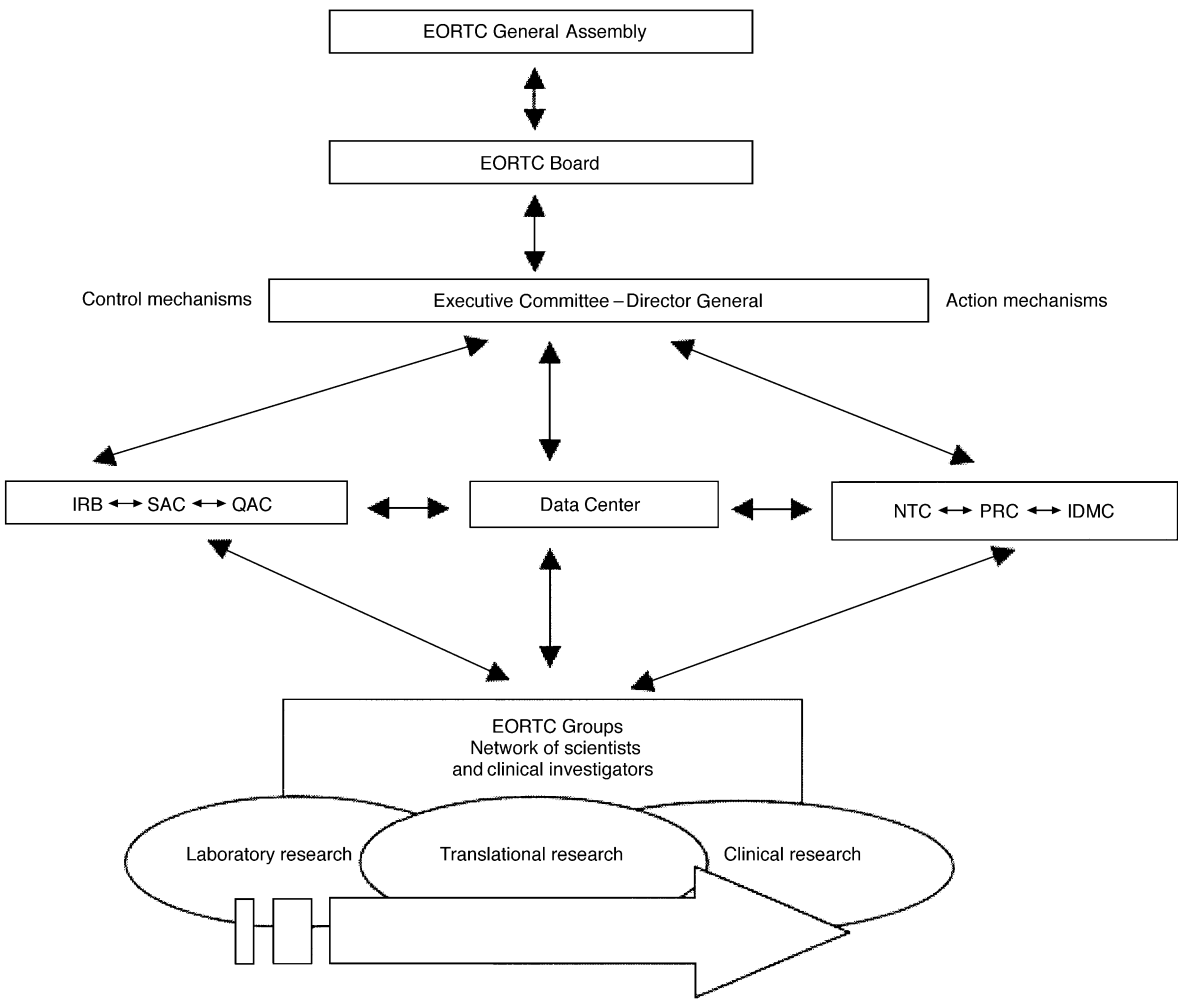 EORTC General Assembly
EORTC Board
Control mechanisms
Executive Committee – Director General
Action mechanisms
IRB SAC QAC
Data Center
NTC PRC IDMC
EORTC Groups
Network of scientists
and clinical investigators
Laboratory research
Translational research
Clinical research